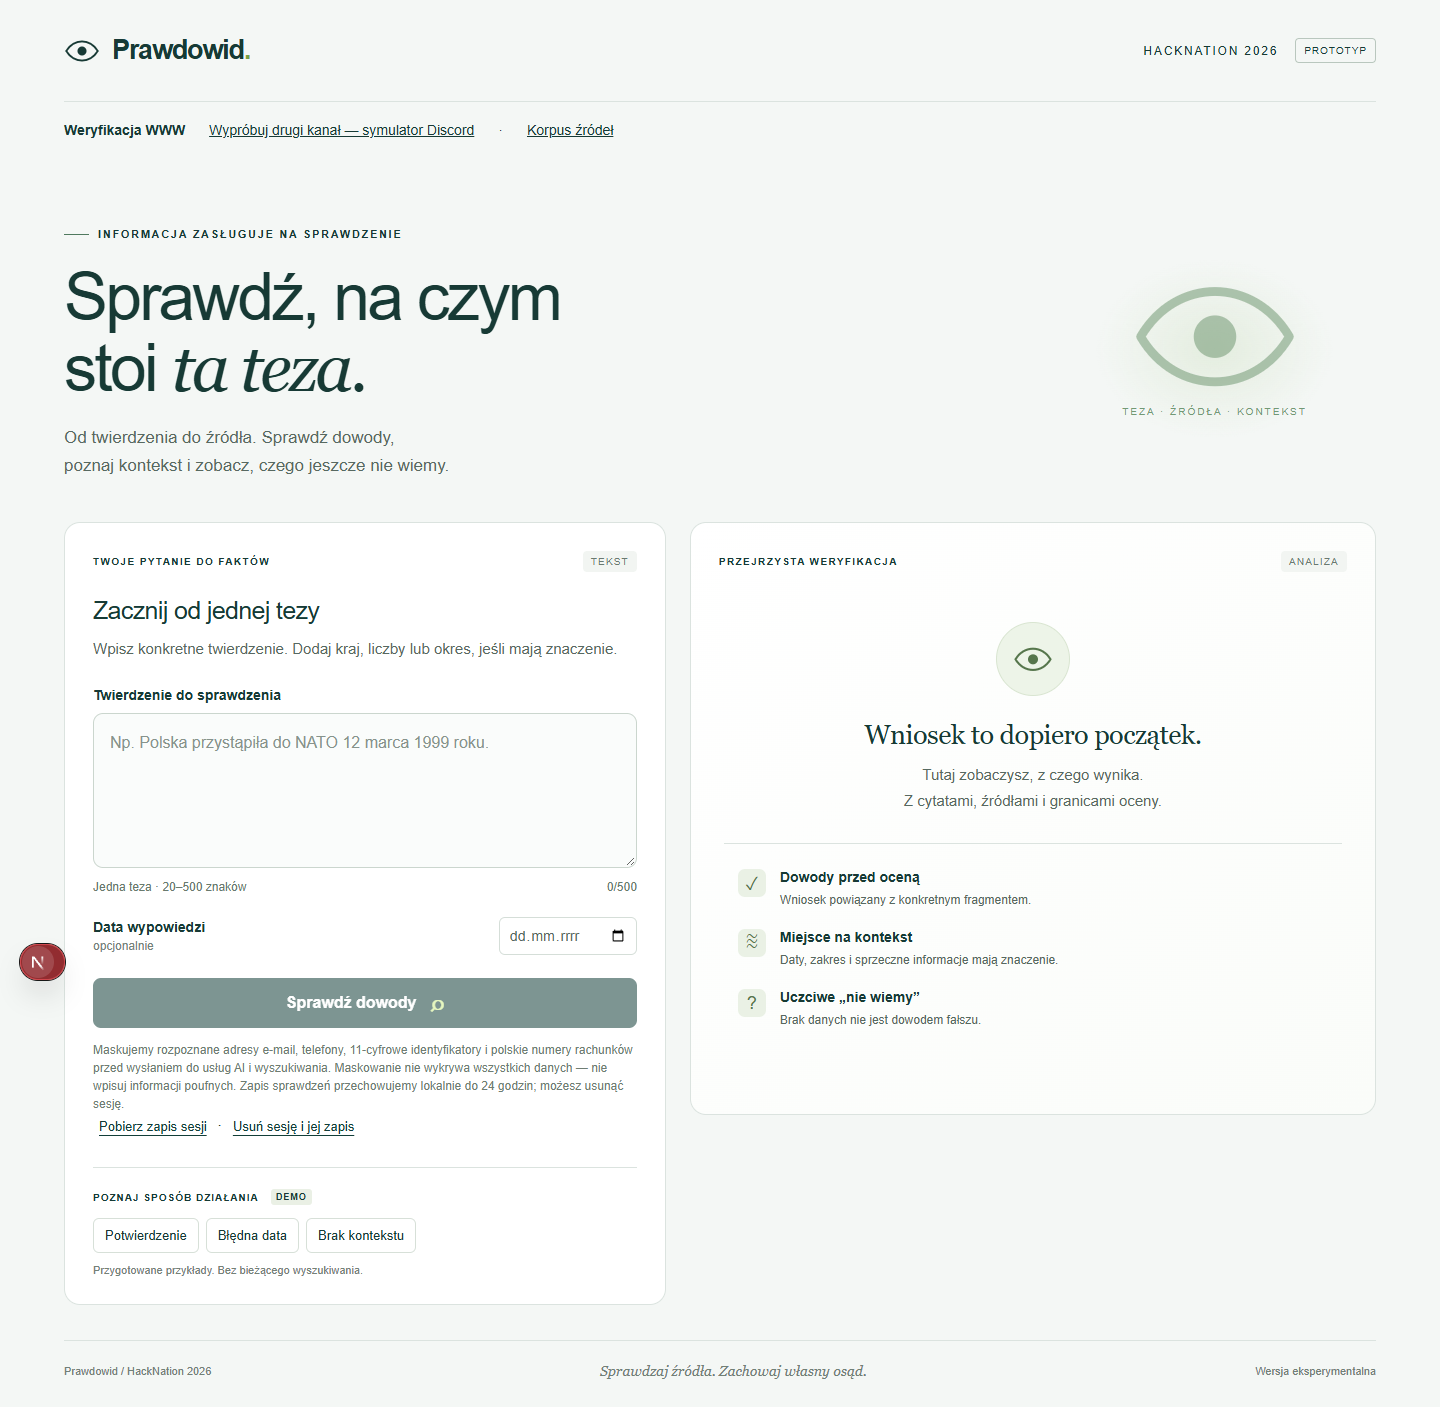 Prawdowid.
HACKNATION 2026
PROTOTYP
Weryfikacja WWW
Wypróbuj drugi kanał — symulator Discord
·
Korpus źródeł
INFORMACJA ZASŁUGUJE NA SPRAWDZENIE
Sprawdź, na czym
stoi ta teza.
Od twierdzenia do źródła. Sprawdź dowody,
poznaj kontekst i zobacz, czego jeszcze nie wiemy.
TEZA · ŹRÓDŁA · KONTEKST
TWOJE PYTANIE DO FAKTÓW
TEKST
Zacznij od jednej tezy
Wpisz konkretne twierdzenie. Dodaj kraj, liczby lub okres, jeśli mają znaczenie.
Twierdzenie do sprawdzenia
Np. Polska przystąpiła do NATO 12 marca 1999 roku.
Jedna teza · 20–500 znaków
0/500
Data wypowiedzi
opcjonalnie
dd.mm.rrrr
Sprawdź dowody
Maskujemy rozpoznane adresy e-mail, telefony, 11-cyfrowe identyfikatory i polskie numery rachunków
przed wysłaniem do usług AI i wyszukiwania. Maskowanie nie wykrywa wszystkich danych — nie
wpisuj informacji poufnych. Zapis sprawdzeń przechowujemy lokalnie do 24 godzin; możesz usunąć
sesję.
Pobierz zapis sesji · Usuń sesję i jej zapis
POZNAJ SPOSÓB DZIAŁANIA
DEMO
Potwierdzenie
Błędna data
Brak kontekstu
Przygotowane przykłady. Bez bieżącego wyszukiwania.
PRZEJRZYSTA WERYFIKACJA
ANALIZA
Wniosek to dopiero początek.
Tutaj zobaczysz, z czego wynika.
Z cytatami, źródłami i granicami oceny.
✓
Dowody przed oceną
Wniosek powiązany z konkretnym fragmentem.
Miejsce na kontekst
Daty, zakres i sprzeczne informacje mają znaczenie.
?
Uczciwe „nie wiemy”
Brak danych nie jest dowodem fałszu.
N
Prawdowid / HackNation 2026
Sprawdzaj źródła. Zachowaj własny osąd.
Wersja eksperymentalna